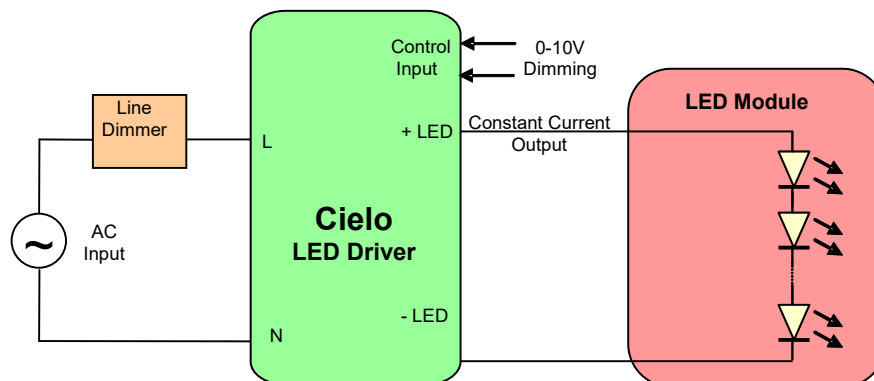 Control
Input
0-10V
Dimming
Line
Dimmer
LED Module
L
+ LED
Constant Current
Output
Cielo
LED Driver
~
AC
Input
N
- LED